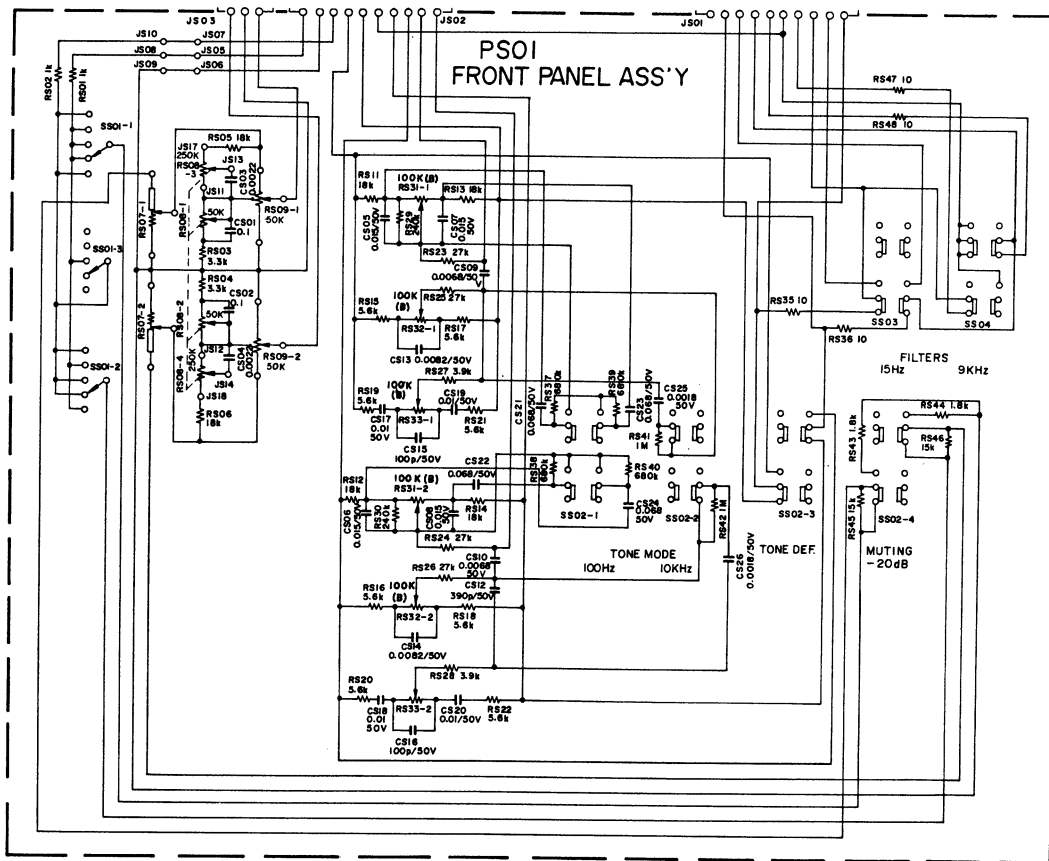 JS03
JS02
JS01
JS10
JS07
JS08
JS05
JS09
JS06
PS01
FRONT PANEL ASS'Y
RS02 1k
RS01 1k
RS47 10
RS48 10
SS01-1
RS05 18k
JS17
250K
RS08
-3
JS13
CS03
0.0022
JS11
RS09-1
50K
RS07-1
RS08-1
50K
CS01
0.1
RS03
3.3k
RS04
3.3k
CS02
0.1
SS01-3
RS07-2
RS08-2
50K
JS12
CS04
0.0022
RS09-2
50K
RS08-4
250K
JS14
JS18
RS06
18k
SS01-2
RS11
18k
100K(B)
RS31-1
RS13 18k
CS05
0.015/50V
RS29
240k
CS07
0.015
50V
RS23 27k
CS09
0.0068/50
V
RS25 27k
RS15
5.6k
100K
(B)
RS32-1
RS17
5.6k
CS13 0.0082/50V
RS27 3.9k
RS19
5.6k
100K
(B)
RS33-1
CS19
0.01/50V
CS17
0.01
50V
RS21
5.6k
CS15
100p/50V
CS21
0.068/50V
RS37
680k
RS39
680k
CS23
0.068/50V
CS25
0.0018
50V
RS41
1M
CS22
0.068/50V
RS38
680k
RS40
680k
RS12
18k
100K (B)
RS31-2
CS06
0.015/50V
RS30
240k
CS08
0.015
50V
RS14
18k
CS24
0.068
50V
SS02-1
SS02-2
RS42 1M
RS24 27k
CS10
0.0068
50V
RS26 27k
CS12
390p/50V
CS26
0.0018/50V
TONE MODE
100Hz
10KHz
RS16
5.6k
100K
(B)
RS32-2
RS18
5.6k
CS14
0.0082/50V
RS28 3.9k
RS20
5.6k
RS33-2
CS18
0.01
50V
CS20
0.01/50V
RS22
5.6k
CS16
100p/50V
RS35 10
RS36 10
SS03
SS04
FILTERS
15Hz
9KHz
RS43 1.8k
RS44 1.8k
RS46
15k
RS45 15k
SS02-3
SS02-4
TONE DEF.
MUTING
-20dB